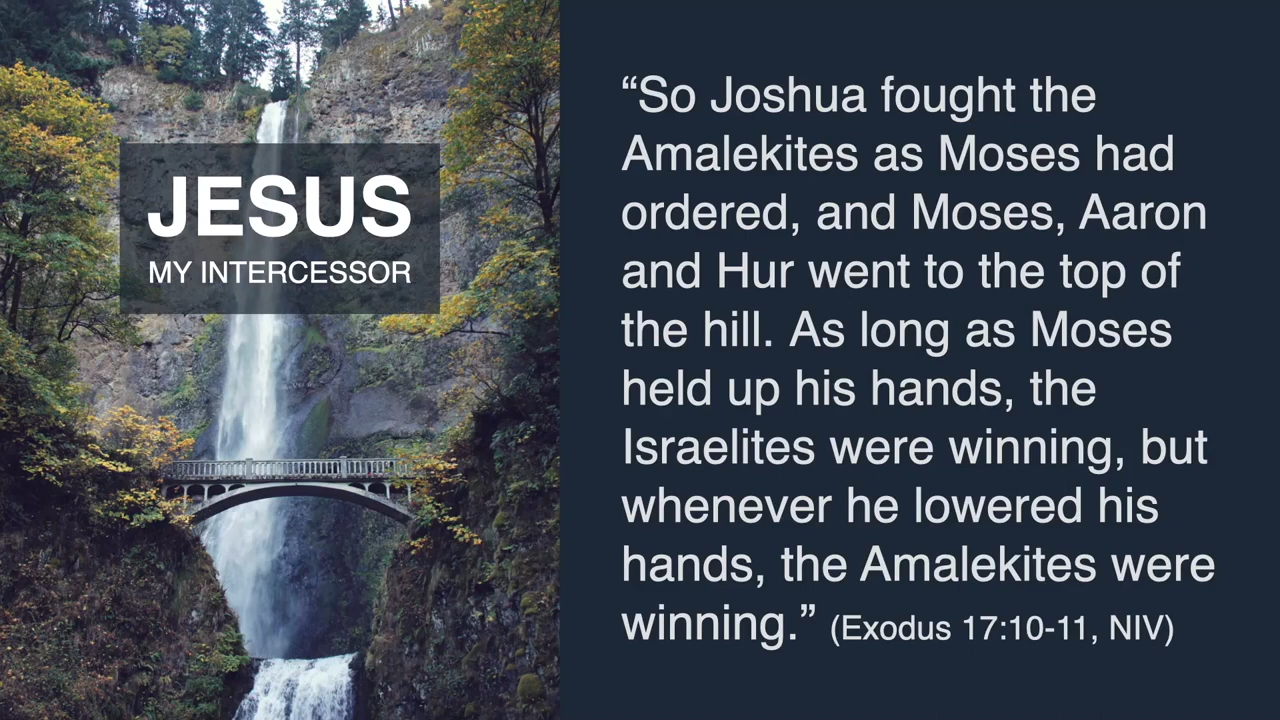 JESUS
MY INTERCESSOR
“So Joshua fought the
Amalekites as Moses had
ordered, and Moses, Aaron
and Hur went to the top of
the hill. As long as Moses
held up his hands, the
Israelites were winning, but
whenever he lowered his
hands, the Amalekites were
winning.” (Exodus 17:10-11, NIV)